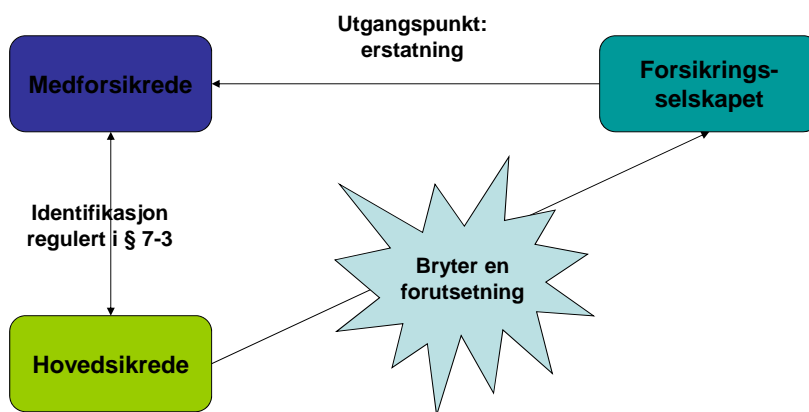 Utgangspunkt:
erstatning
Medforsikrede
Forsikrings-
selskapet
Identifikasjon
regulert i § 7-3
Bryter en
forutsetning
Hovedsikrede